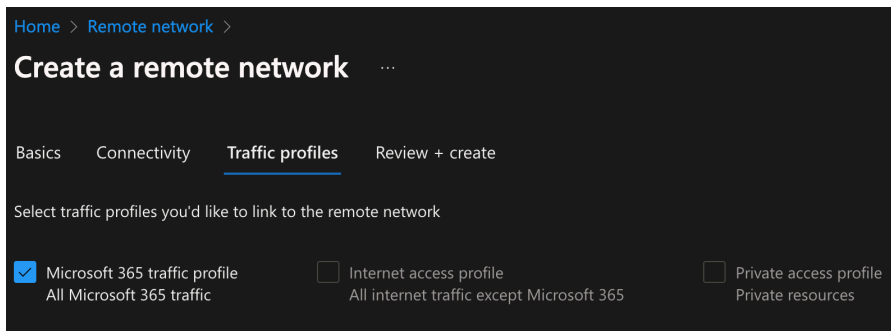 Home > Remote network >
Create a remote network ...
Basics Connectivity Traffic profiles Review + create
Select traffic profiles you'd like to link to the remote network
Microsoft 365 traffic profile Internet access profile Private access profile
All Microsoft 365 traffic All internet traffic except Microsoft 365 Private resources